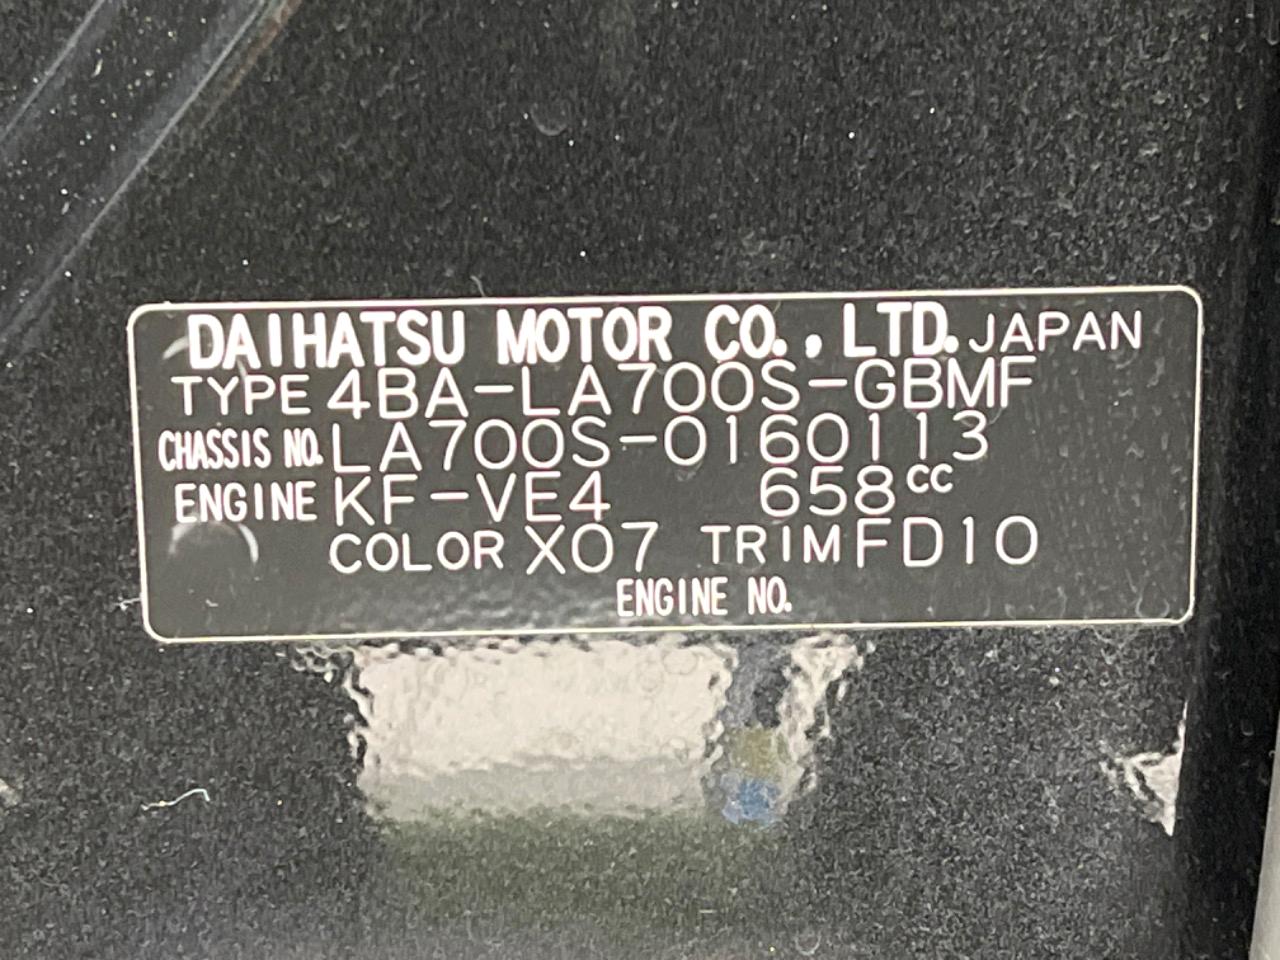 DAIHATSU MOTOR CO., LTD. JAPAN
TYPE 4BA-LA700S-GBMF
CHASSIS NO. LA700S-0160113
ENGINE KF-VE4 658cc
COLOR X07 TRIM FD10
ENGINE NO.